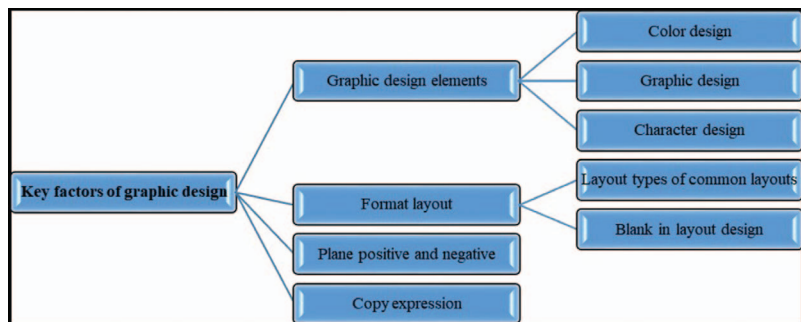 Key factors of graphic design
Graphic design elements
Color design
Graphic design
Character design
Format layout
Layout types of common layouts
Blank in layout design
Plane positive and negative
Copy expression